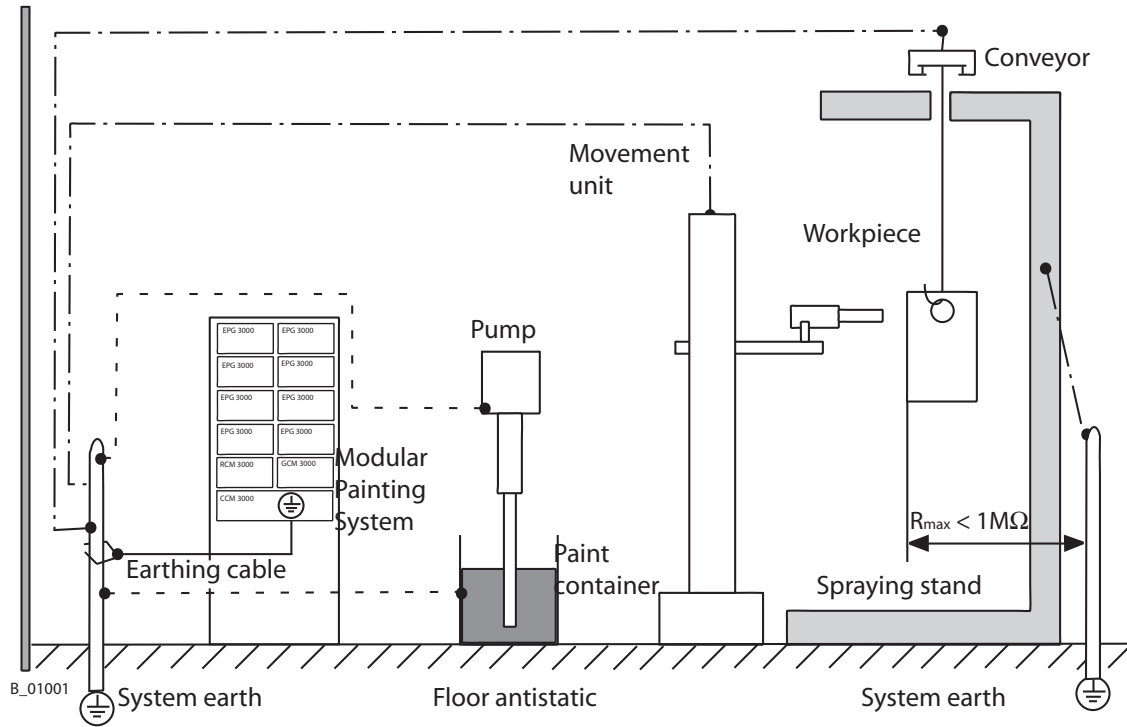 Conveyor
Movement
unit
Workpiece
Pump
EPG 3000 EPG 3000
EPG 3000 EPG 3000
EPG 3000 EPG 3000
EPG 3000 EPG 3000
RCM 3000 GCM 3000
CCM 3000
Modular
Painting
System
Rmax < 1MΩ
Earthing cable
Paint
container
Spraying stand
B_01001
System earth
Floor antistatic
System earth